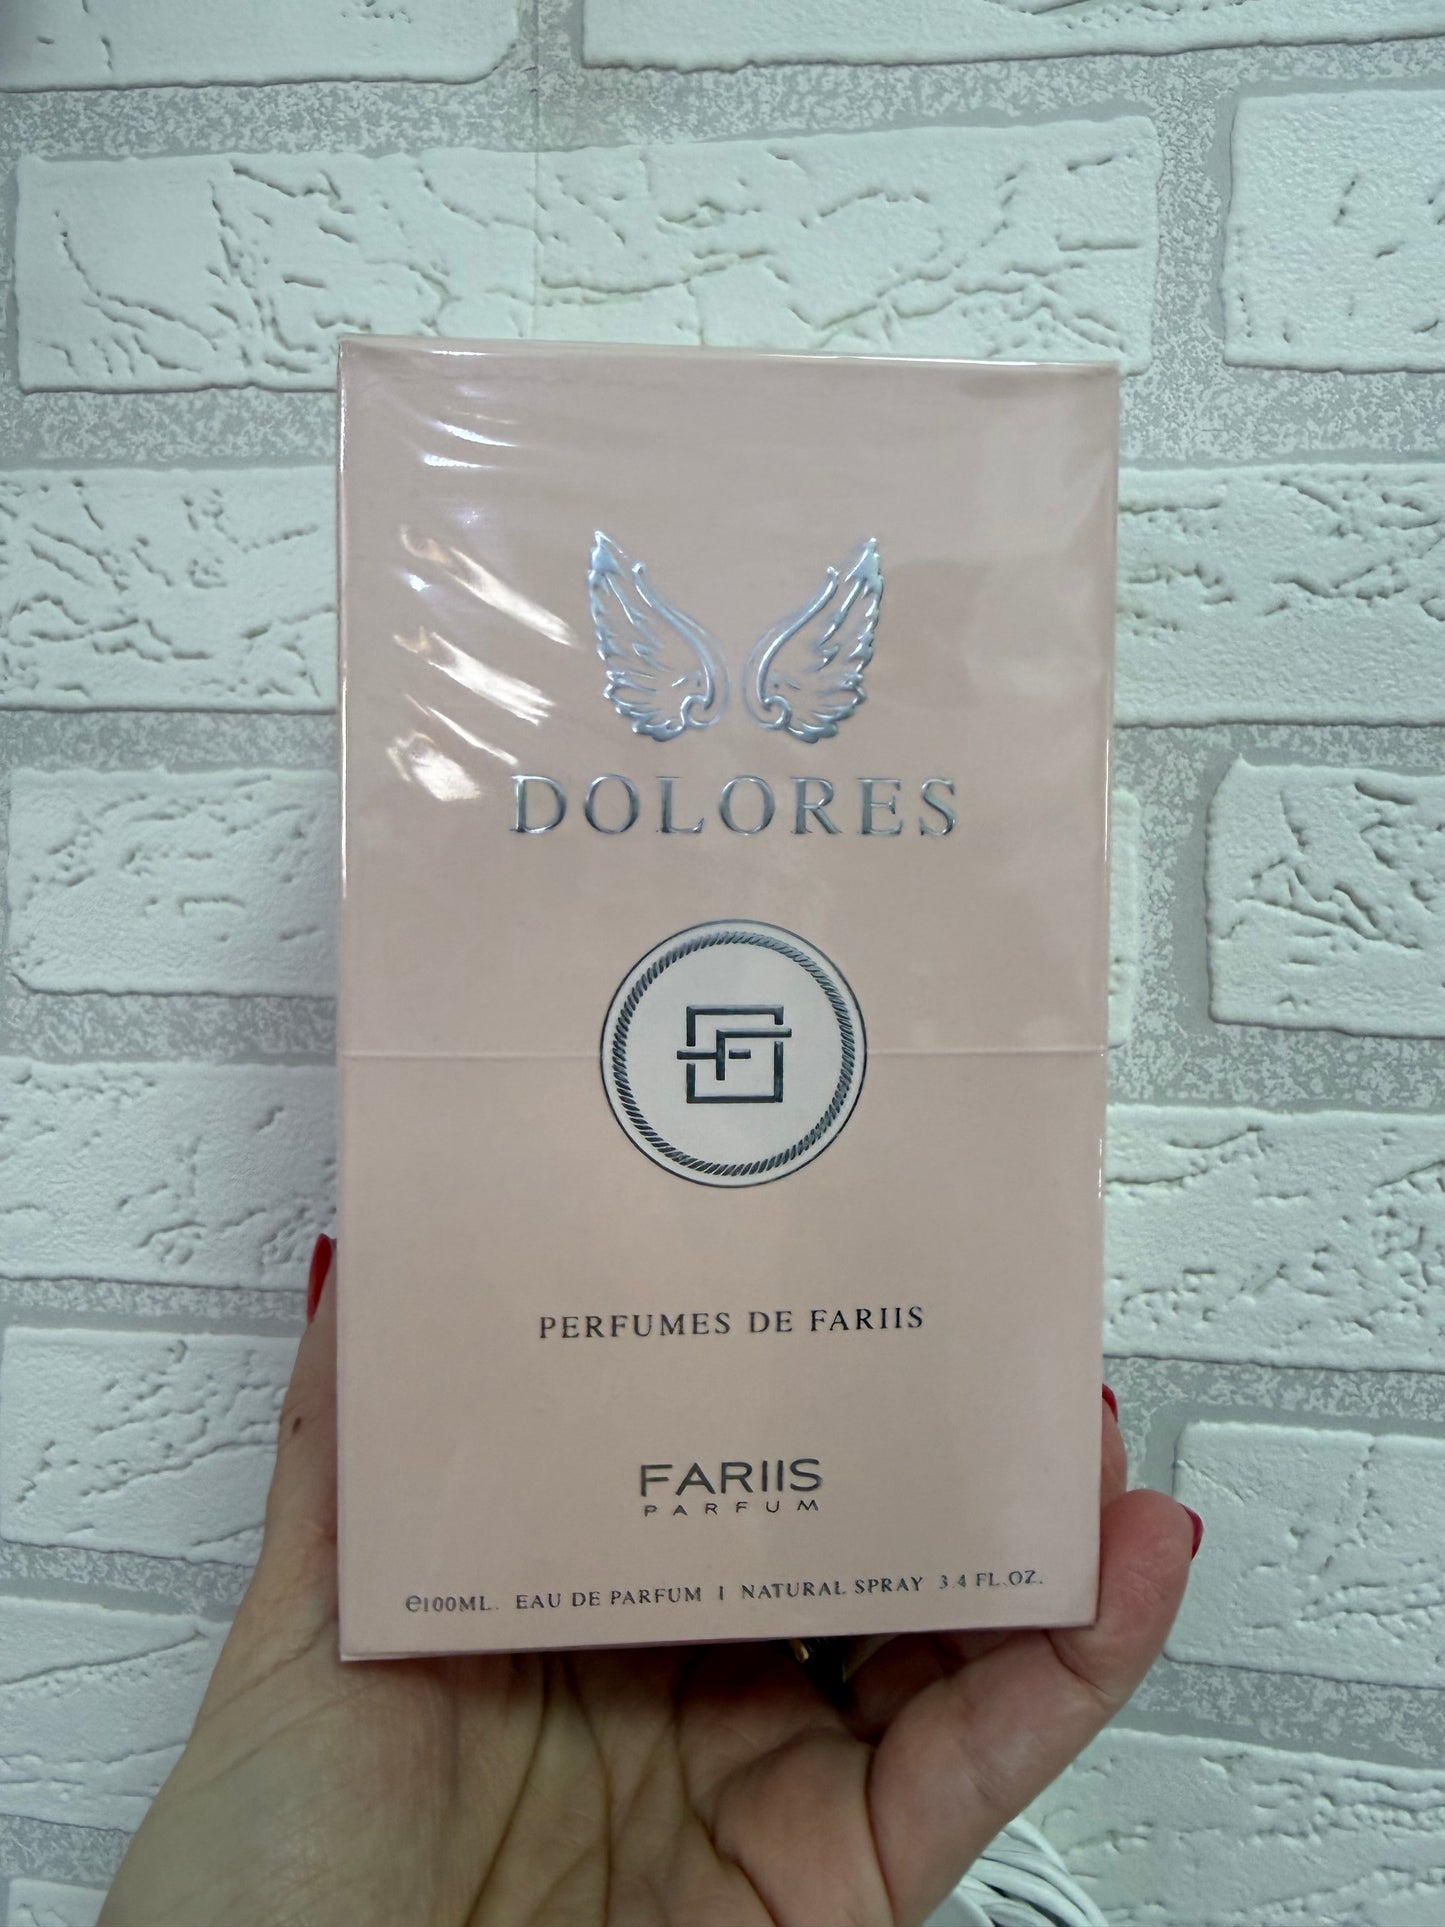 DOLORES
F
PERFUMES DE FARIIS
FARIIS
PARFUM
℮100ML. EAU DE PARFUM I NATURAL SPRAY 3.4 FL.OZ.